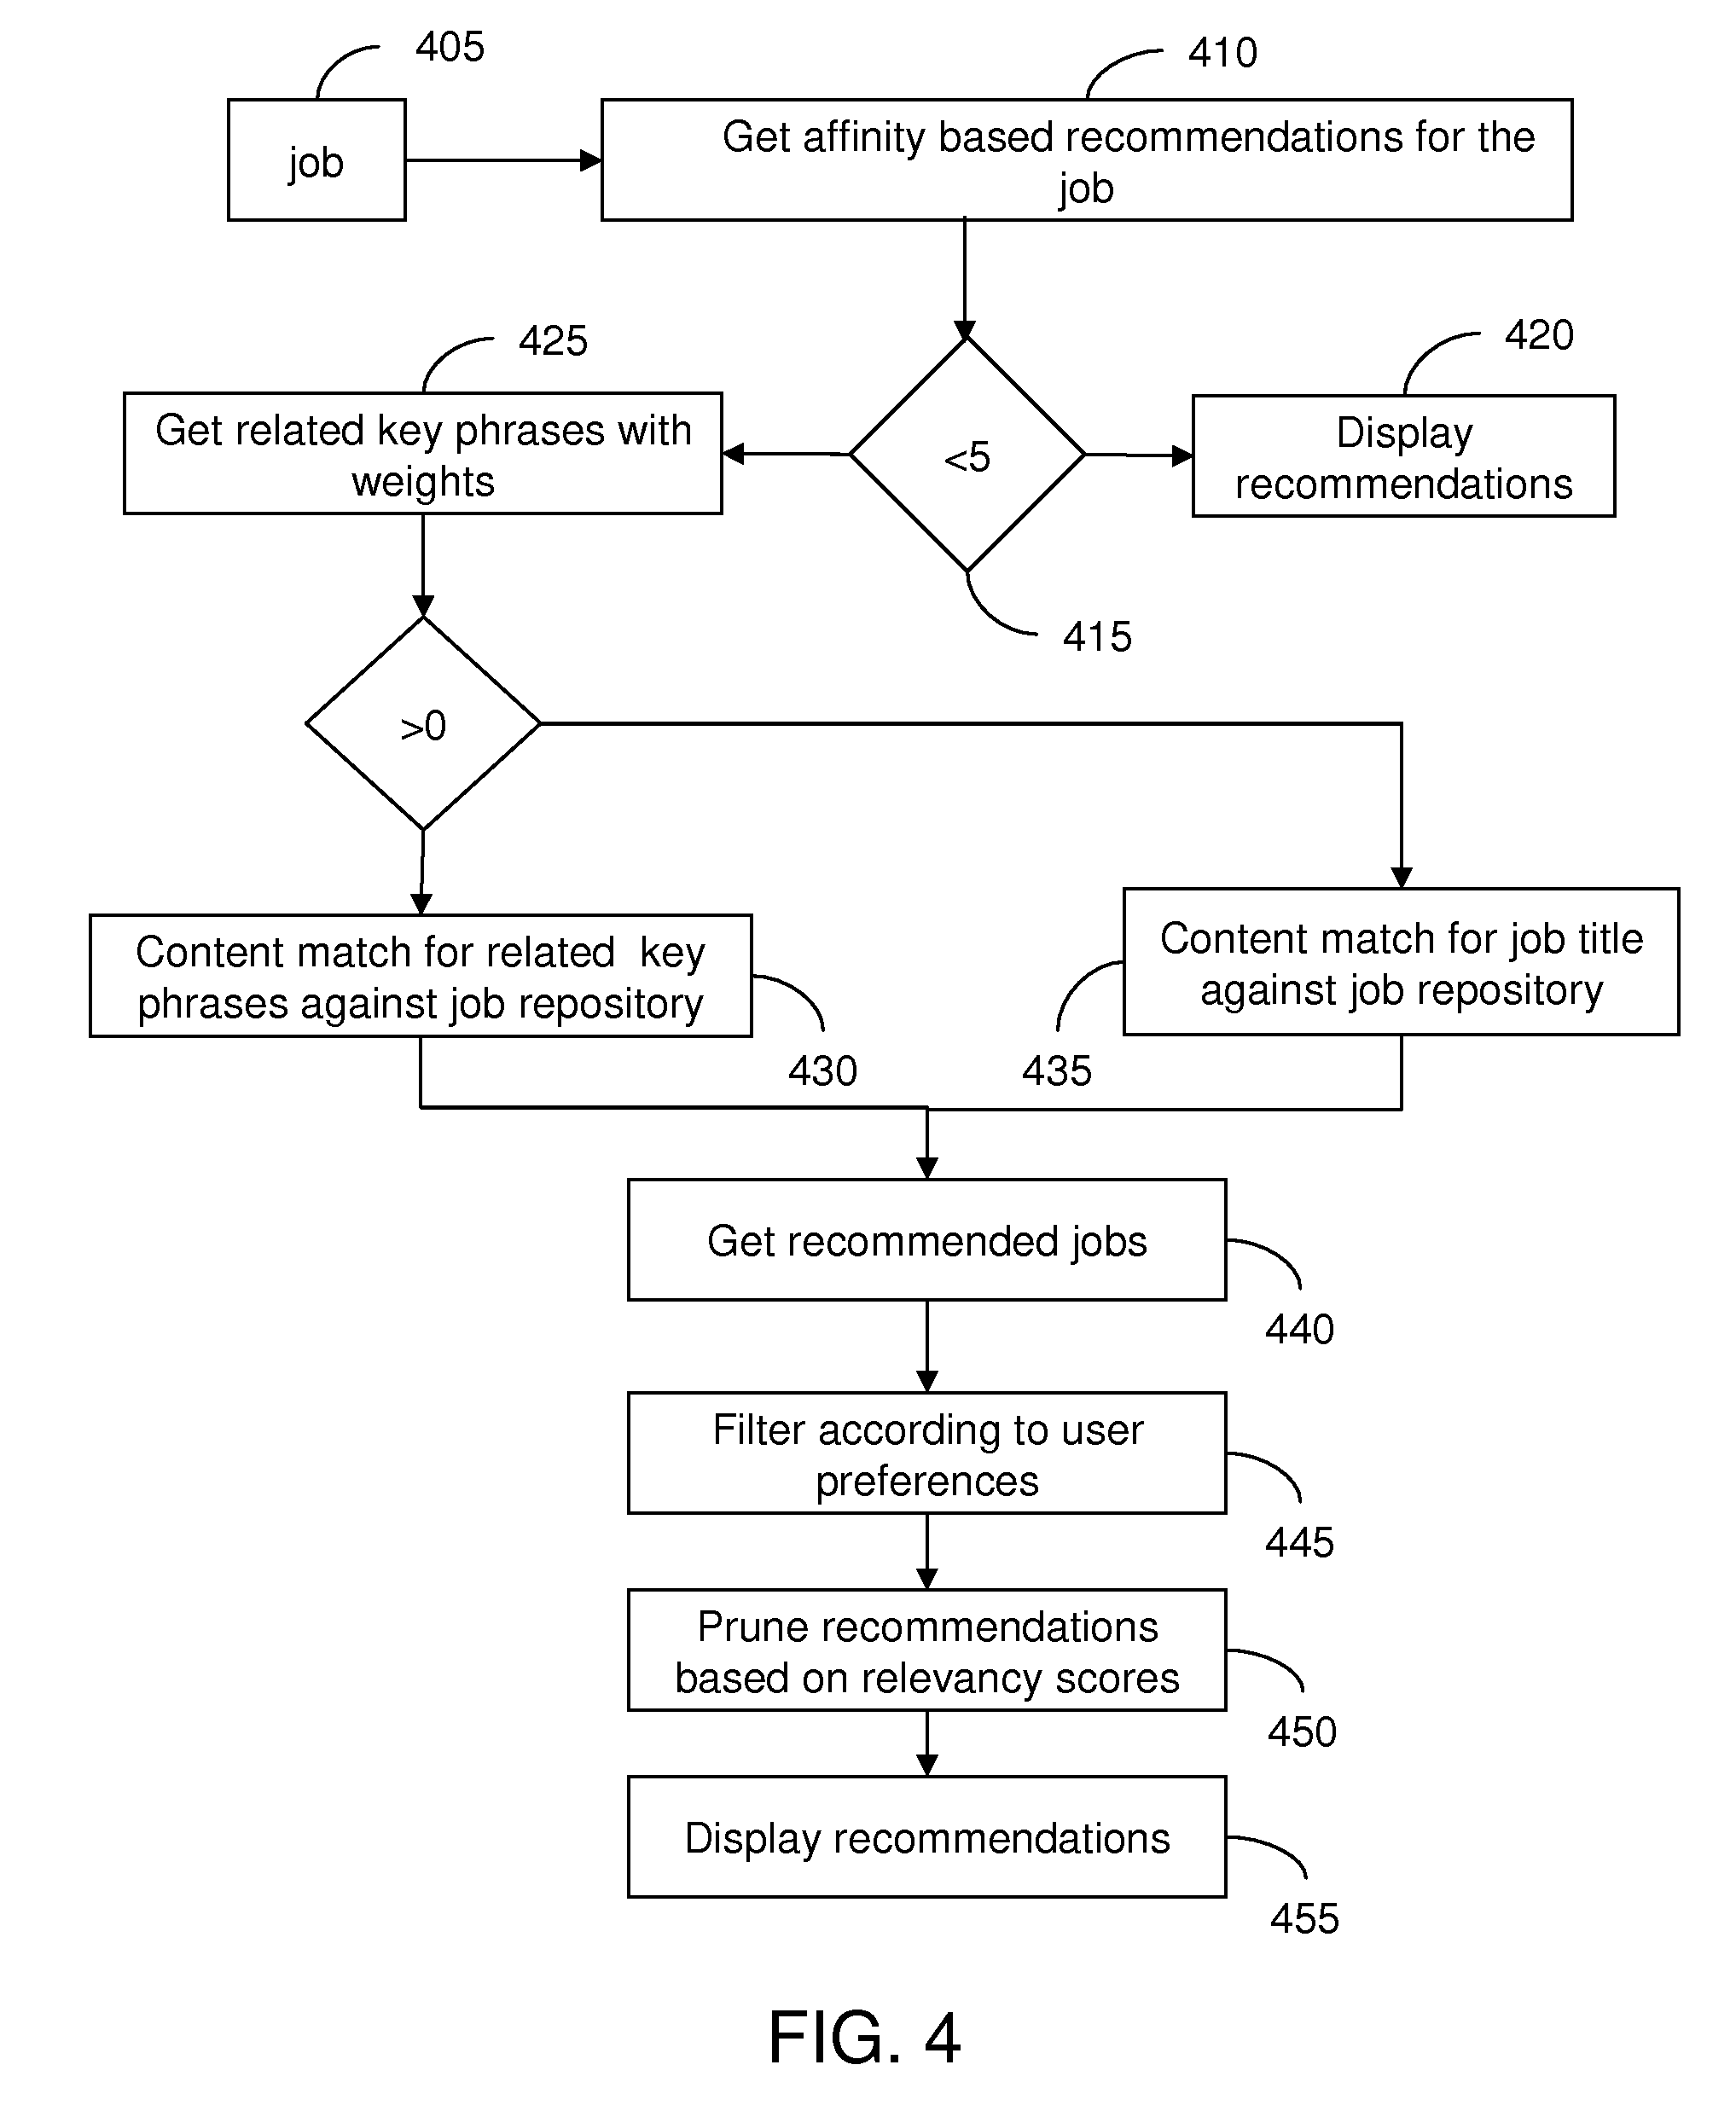 405
410
job
Get affinity based recommendations for the
job
425
420
Get related key phrases with
weights
<5
Display
recommendations
415
>0
Content match for related key
phrases against job repository
Content match for job title
against job repository
430
435
Get recommended jobs
440
Filter according to user
preferences
445
Prune recommendations
based on relevancy scores
450
Display recommendations
455
FIG. 4